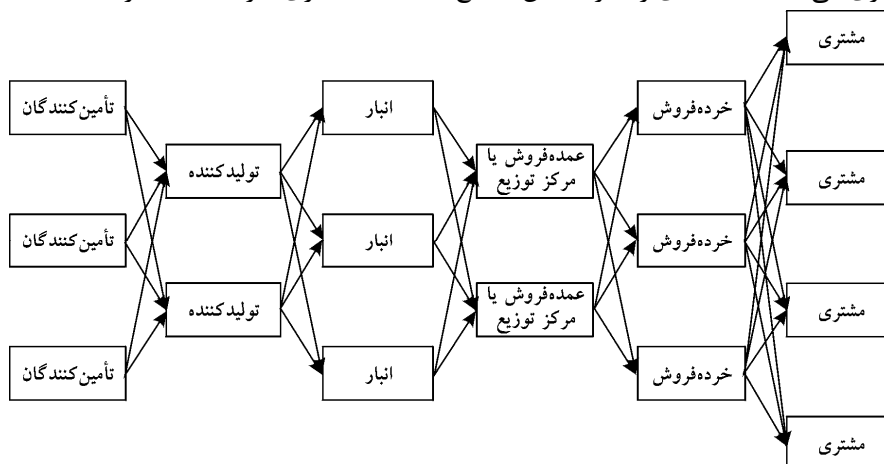 تأمین‌کنندگان
تأمین‌کنندگان
تأمین‌کنندگان
تولیدکننده
تولیدکننده
انبار
انبار
انبار
عمده‌فروش یا
مرکز توزیع
عمده‌فروش یا
مرکز توزیع
خرده‌فروش
خرده‌فروش
خرده‌فروش
مشتری
مشتری
مشتری
مشتری